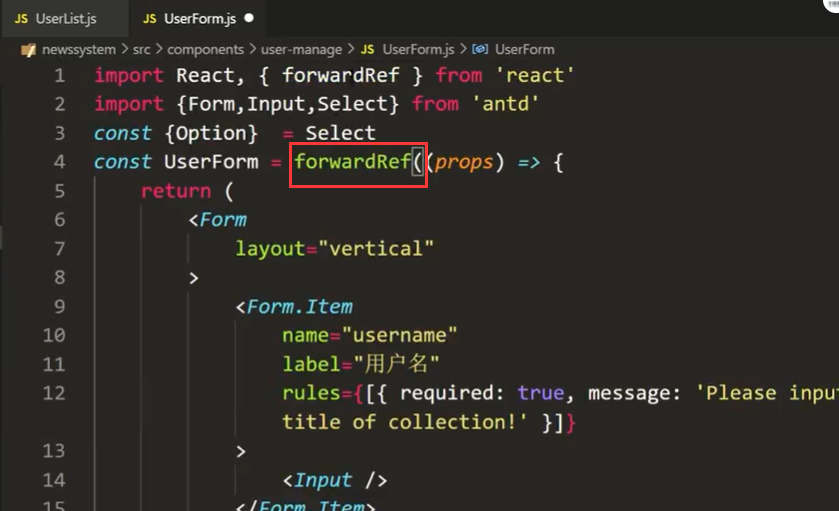 JS UserList.js JS UserForm.js ●
newssystem > src > components > user-manage > JS UserForm.js > UserForm
1 import React, { forwardRef } from 'react'
2 import {Form,Input,Select} from 'antd'
3 const {Option}  = Select
4 const UserForm = forwardRef((props) => {
5     return (
6         <Form
7             layout="vertical"
8         >
9             <Form.Item
10                 name="username"
11                 label="用户名"
12                 rules={[{ required: true, message: 'Please input
                title of collection!' }]}
13             >
14                 <Input />
15             </Form.Item>